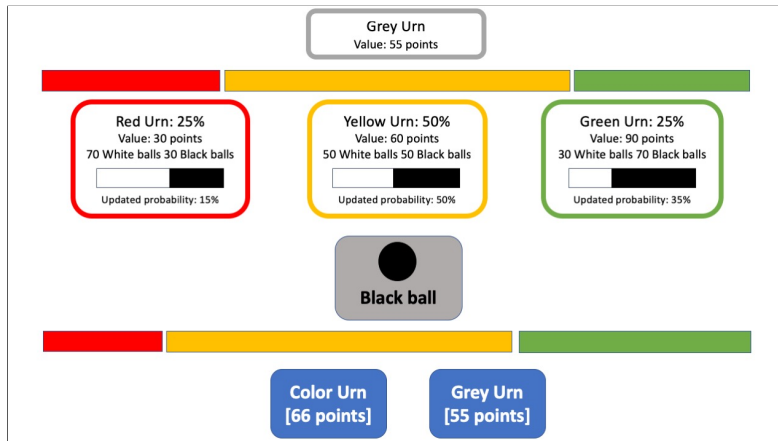 Grey Urn
Value: 55 points
Red Urn: 25%
Value: 30 points
70 White balls 30 Black balls
Updated probability: 15%
Yellow Urn: 50%
Value: 60 points
50 White balls 50 Black balls
Updated probability: 50%
Green Urn: 25%
Value: 90 points
30 White balls 70 Black balls
Updated probability: 35%
Black ball
Color Urn
[66 points]
Grey Urn
[55 points]